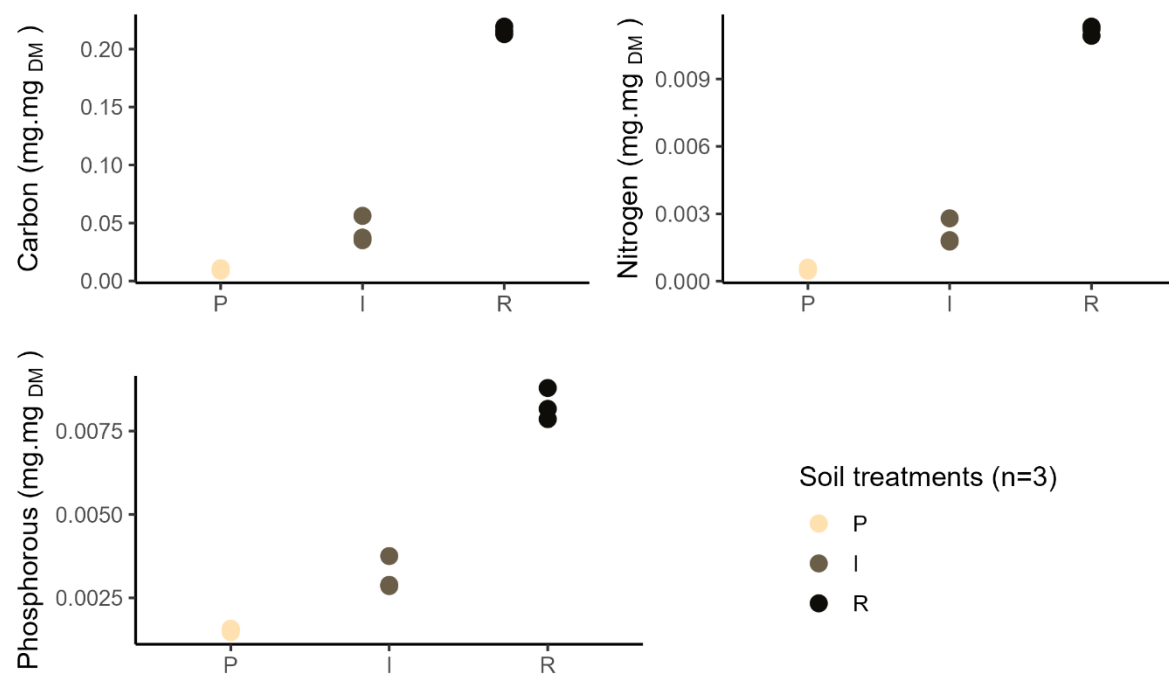 Carbon (mg.mg DM )
0.20
0.15
0.10
0.05
0.00
P I R
Nitrogen (mg.mg DM )
0.009
0.006
0.003
0.000
P I R
Phosphorous (mg.mg DM )
0.0075
0.0050
0.0025
P I R
Soil treatments (n=3)
P
I
R